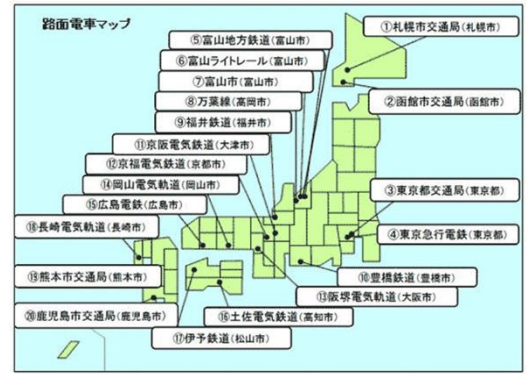 路面電車マップ
①札幌市交通局(札幌市)
②函館市交通局(函館市)
③東京都交通局(東京都)
④東京急行電鉄(東京都)
⑤富山地方鉄道(富山市)
⑥富山ライトレール(富山市)
⑦富山市(富山市)
⑧万葉線(高岡市)
⑨福井鉄道(福井市)
⑩豊橋鉄道(豊橋市)
⑪京阪電気鉄道(大津市)
⑫京福電気鉄道(京都市)
⑬阪堺電気軌道(大阪市)
⑭岡山電気軌道(岡山市)
⑮広島電鉄(広島市)
⑯土佐電気鉄道(高知市)
⑰伊予鉄道(松山市)
⑱長崎電気軌道(長崎市)
⑲熊本市交通局(熊本市)
⑳鹿児島市交通局(鹿児島市)